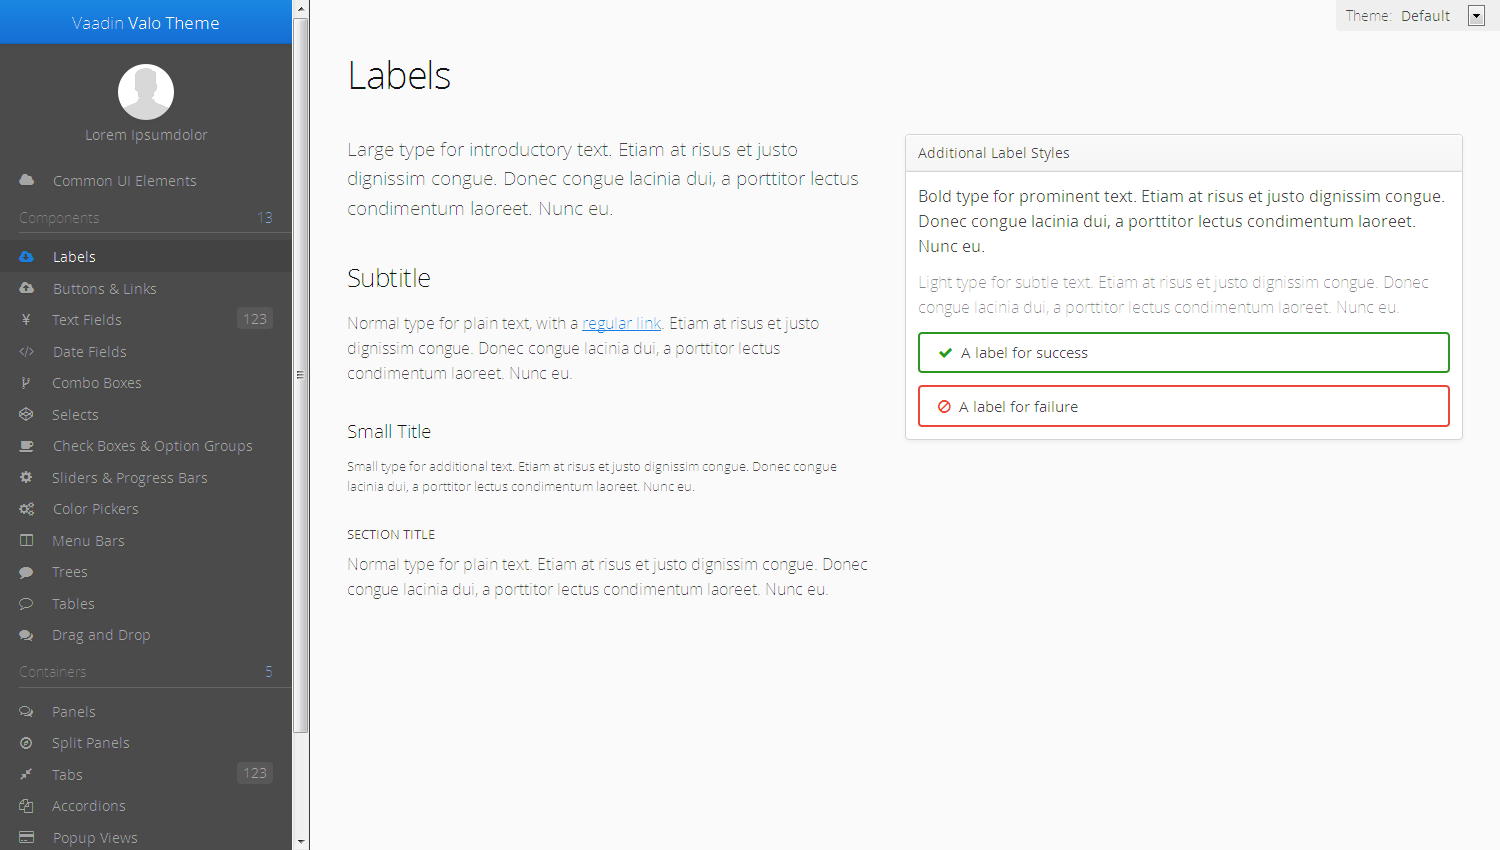 Vaadin Valo Theme
Lorem Ipsumdolor
Common UI Elements
Components 13
Labels
Buttons & Links
Text Fields 123
Date Fields
Combo Boxes
Selects
Check Boxes & Option Groups
Sliders & Progress Bars
Color Pickers
Menu Bars
Trees
Tables
Drag and Drop
Containers 5
Panels
Split Panels
Tabs 123
Accordions
Popup Views
Theme: Default
Labels
Large type for introductory text. Etiam at risus et justo
dignissim congue. Donec congue lacinia dui, a porttitor lectus
condimentum laoreet. Nunc eu.
Subtitle
Normal type for plain text, with a regular link. Etiam at risus et justo
dignissim congue. Donec congue lacinia dui, a porttitor lectus
condimentum laoreet. Nunc eu.
Small Title
Small type for additional text. Etiam at risus et justo dignissim congue. Donec congue
lacinia dui, a porttitor lectus condimentum laoreet. Nunc eu.
SECTION TITLE
Normal type for plain text. Etiam at risus et justo dignissim congue. Donec
congue lacinia dui, a porttitor lectus condimentum laoreet. Nunc eu.
Additional Label Styles
Bold type for prominent text. Etiam at risus et justo dignissim congue.
Donec congue lacinia dui, a porttitor lectus condimentum laoreet.
Nunc eu.
Light type for subtle text. Etiam at risus et justo dignissim congue. Donec
congue lacinia dui, a porttitor lectus condimentum laoreet. Nunc eu.
A label for success
A label for failure